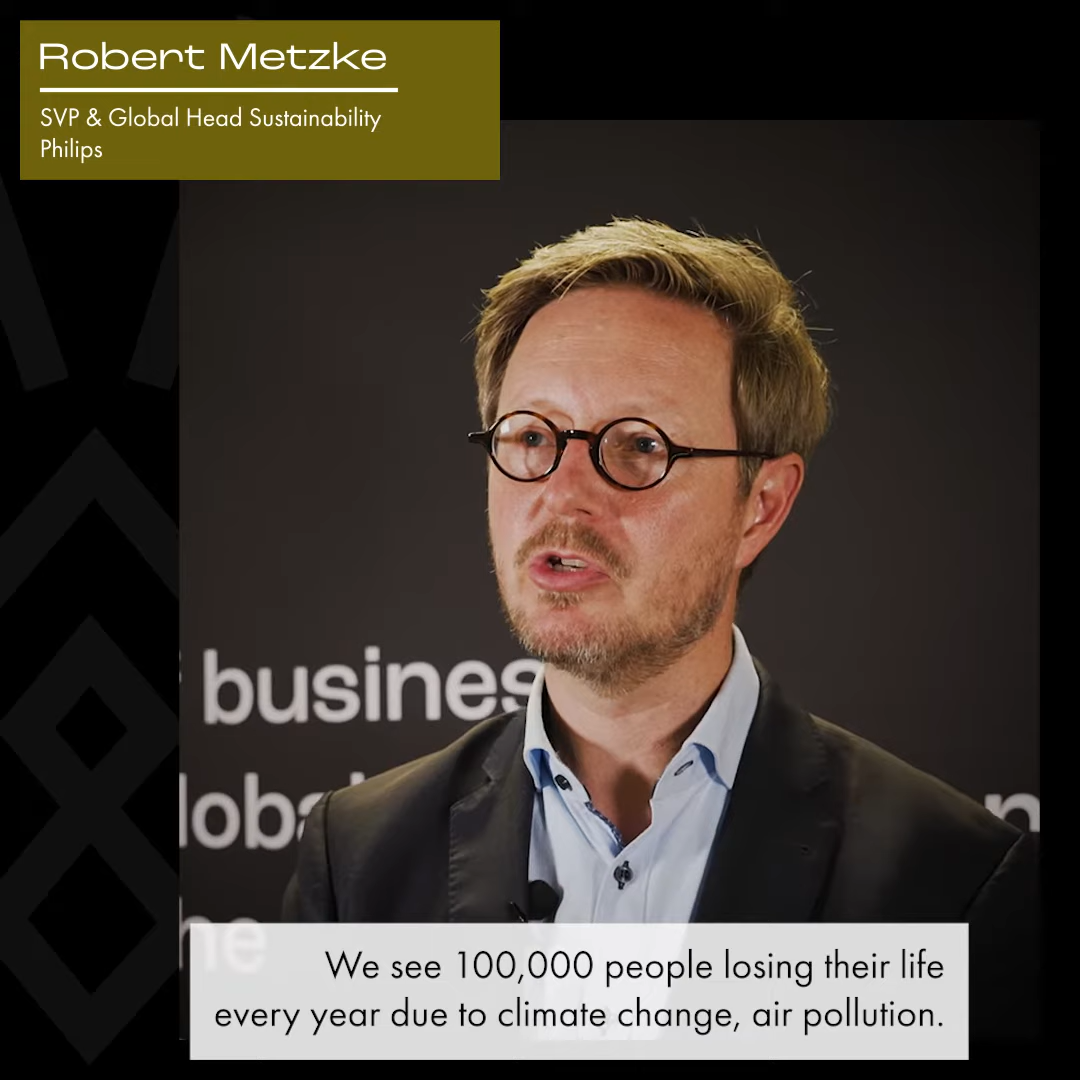 Robert Metzke
SVP & Global Head Sustainability
Philips
busines
loba
he
We see 100,000 people losing their life
every year due to climate change, air pollution.